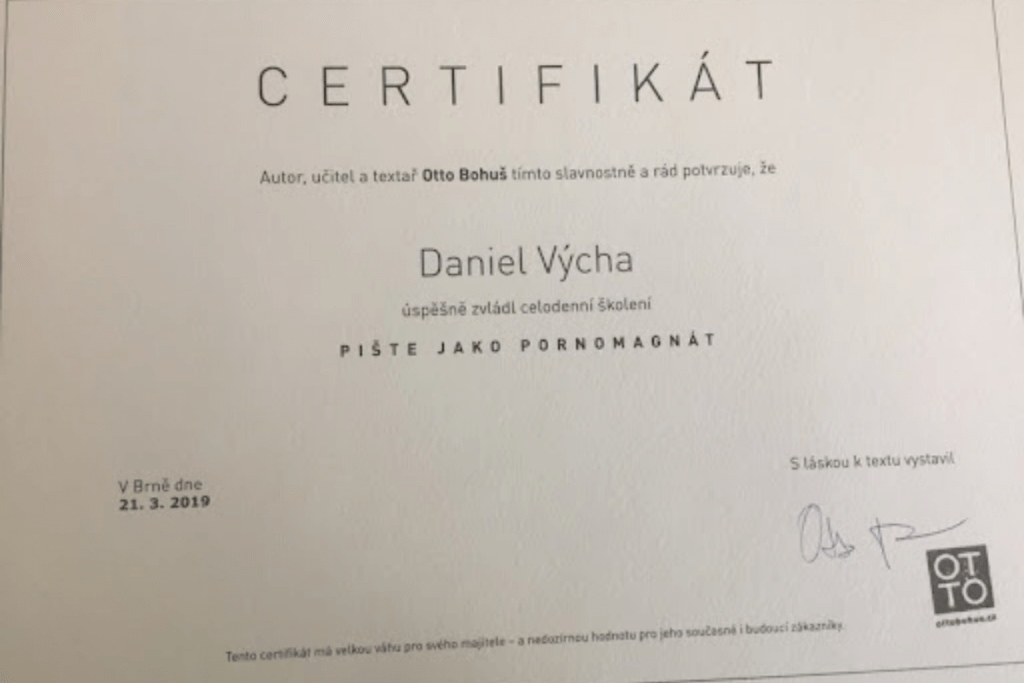 CERTIFIKÁT
Autor, učitel a textař Otto Bohuš tímto slavnostně a rád potvrzuje, že
Daniel Výcha
úspěšně zvládl celodenní školení
PIŠTE JAKO PORNOMAGNÁT
S láskou k textu vystavil
V Brně dne
21. 3. 2019
OT
TO
ottobohus.cz
Tento certifikát má velkou váhu pro svého majitele – a nedozírnou hodnotu pro jeho současné i budoucí zákazníky.